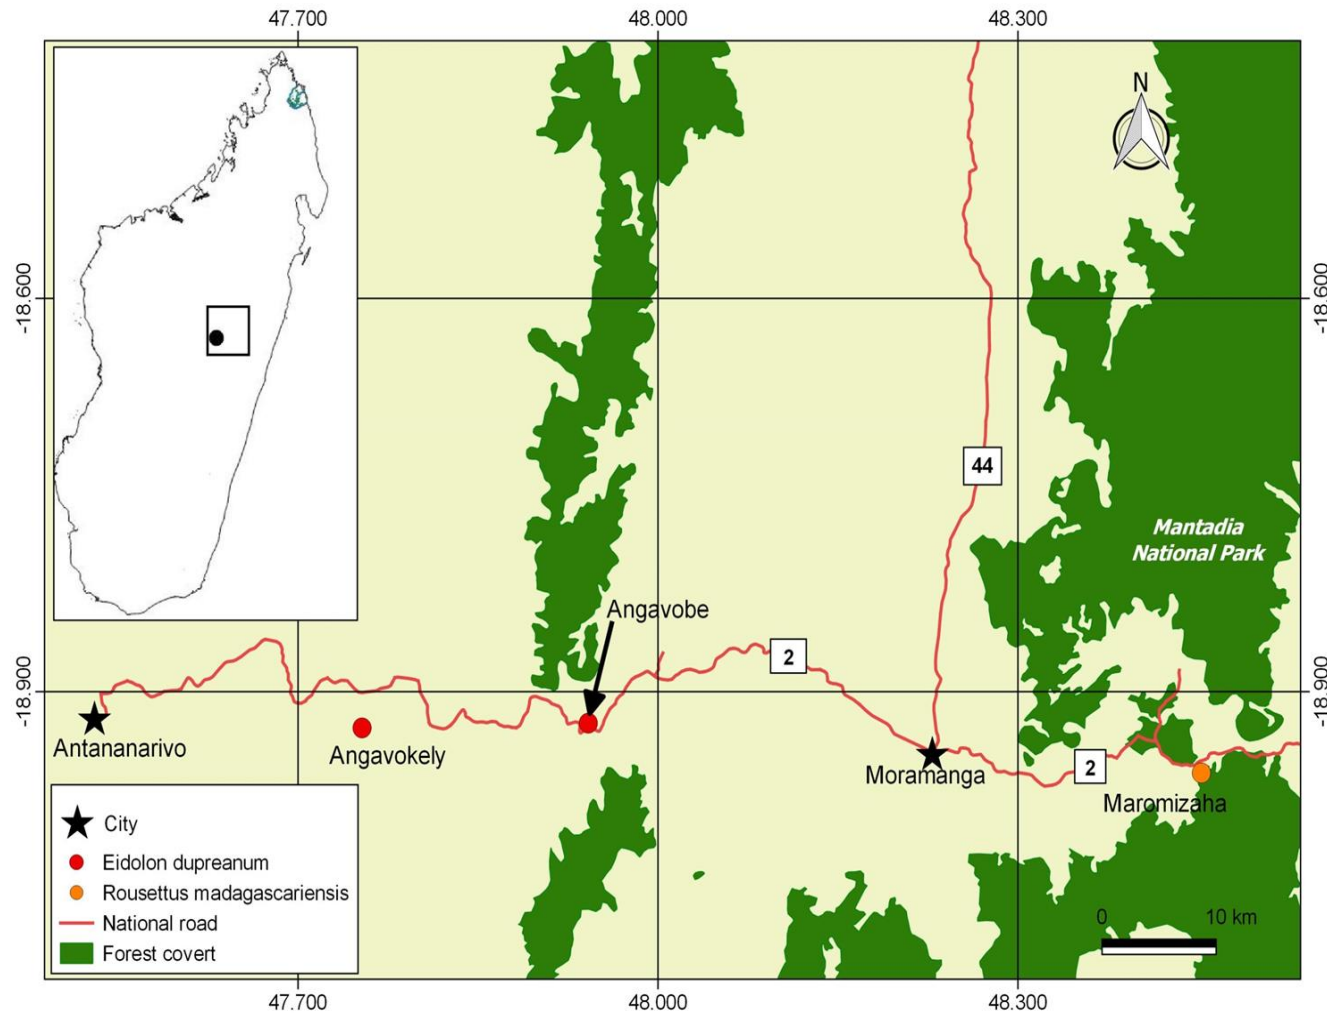 47.700
48.000
48.300
N
-18.600
-18.600
44
Mantadia
National Park
Angavobe
2
-18.900
-18.900
Antananarivo
Angavokely
Moramanga
2
Maromizaha
City
Eidolon dupreanum
Rousettus madagascariensis
National road
Forest covert
0
10 km
47.700
48.000
48.300